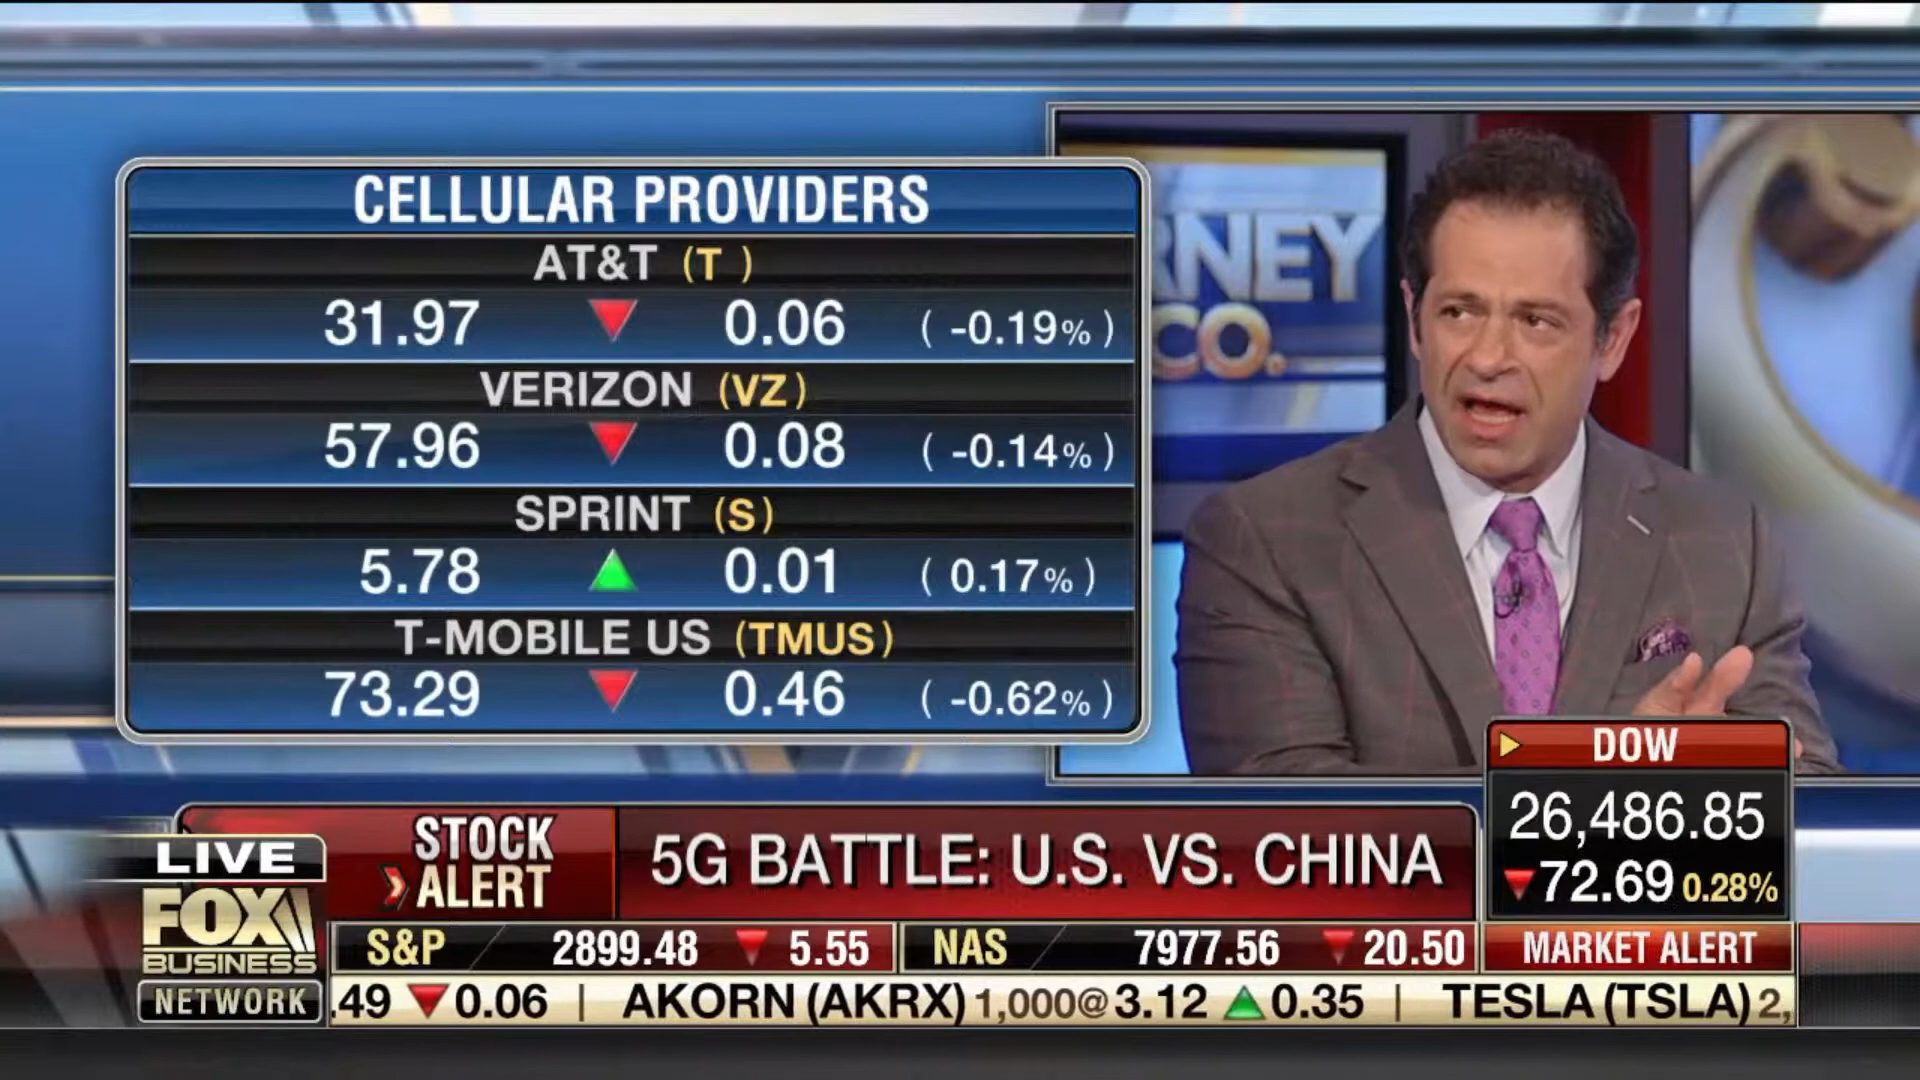 CELLULAR PROVIDERS
AT&T (T )
31.97 ▼ 0.06 ( -0.19% )
VERIZON (VZ)
57.96 ▼ 0.08 ( -0.14% )
SPRINT (S)
5.78 ▲ 0.01 ( 0.17% )
T-MOBILE US (TMUS)
73.29 ▼ 0.46 ( -0.62% )
RNEY
CO.
DOW
26,486.85
▼72.69 0.28%
MARKET ALERT
STOCK
ALERT
5G BATTLE: U.S. VS. CHINA
LIVE
FOX
BUSINESS
NETWORK
S&P 2899.48 ▼ 5.55 NAS 7977.56 ▼ 20.50
.49 ▼0.06 | AKORN (AKRX) 1,000@3.12 ▲0.35 | TESLA (TSLA) 2,